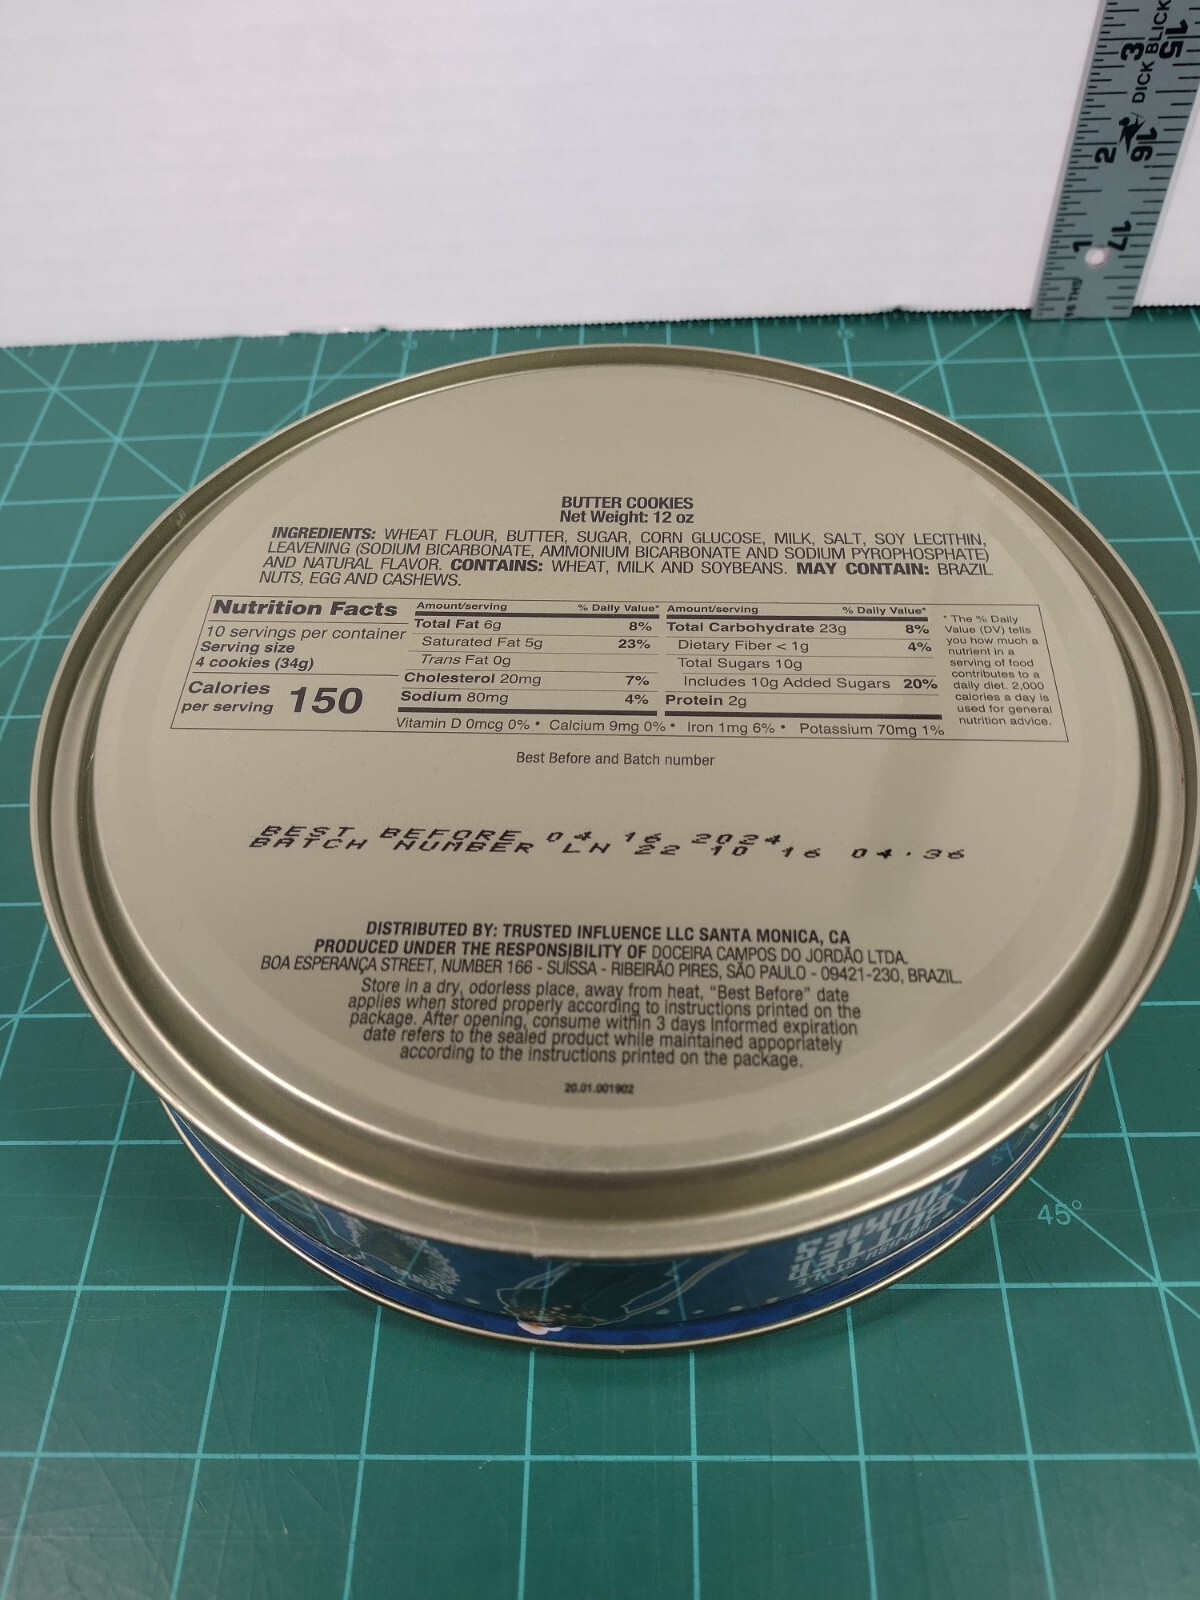 3 15
DICK BLICK
2 16
1 17
16 THS
BUTTER COOKIES
Net Weight: 12 oz
INGREDIENTS: WHEAT FLOUR, BUTTER, SUGAR, CORN GLUCOSE, MILK, SALT, SOY LECITHIN,
LEAVENING (SODIUM BICARBONATE, AMMONIUM BICARBONATE AND SODIUM PYROPHOSPHATE)
AND NATURAL FLAVOR. CONTAINS: WHEAT, MILK AND SOYBEANS. MAY CONTAIN: BRAZIL
NUTS, EGG AND CASHEWS.
Nutrition Facts
10 servings per container
Serving size
4 cookies (34g)
Calories
per serving 150
Amount/serving % Daily Value*
Total Fat 6g 8%
Saturated Fat 5g 23%
Trans Fat 0g
Cholesterol 20mg 7%
Sodium 80mg 4%
Amount/serving % Daily Value*
Total Carbohydrate 23g 8%
Dietary Fiber < 1g 4%
Total Sugars 10g
Includes 10g Added Sugars 20%
Protein 2g
Vitamin D 0mcg 0% • Calcium 9mg 0% • Iron 1mg 6% • Potassium 70mg 1%
* The % Daily
Value (DV) tells
you how much a
nutrient in a
serving of food
contributes to a
daily diet. 2,000
calories a day is
used for general
nutrition advice.
Best Before and Batch number
BEST BEFORE 04 16 2024
BATCH NUMBER LN 22 10 16 04:36
DISTRIBUTED BY: TRUSTED INFLUENCE LLC SANTA MONICA, CA
PRODUCED UNDER THE RESPONSIBILITY OF DOCEIRA CAMPOS DO JORDÃO LTDA.
BOA ESPERANÇA STREET, NUMBER 166 - SUÍSSA - RIBEIRÃO PIRES, SÃO PAULO - 09421-230, BRAZIL.
Store in a dry, odorless place, away from heat, "Best Before" date
applies when stored properly according to instructions printed on the
package. After opening, consume within 3 days Informed expiration
date refers to the sealed product while maintained appopriately
according to the instructions printed on the package.
20.01.001902
DANISH STYLE
BUTTER
COOKIES
45°